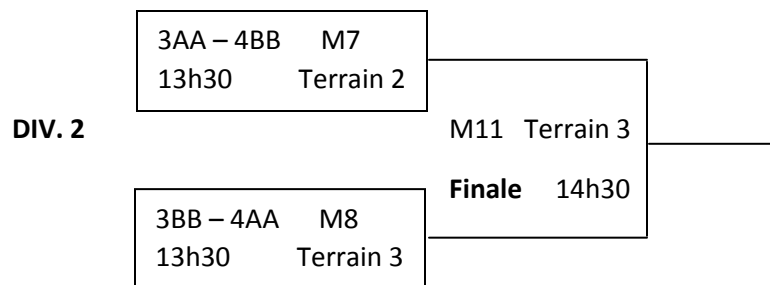 3AA – 4BB M7
13h30 Terrain 2
DIV. 2
M11 Terrain 3
Finale 14h30
3BB – 4AA M8
13h30 Terrain 3